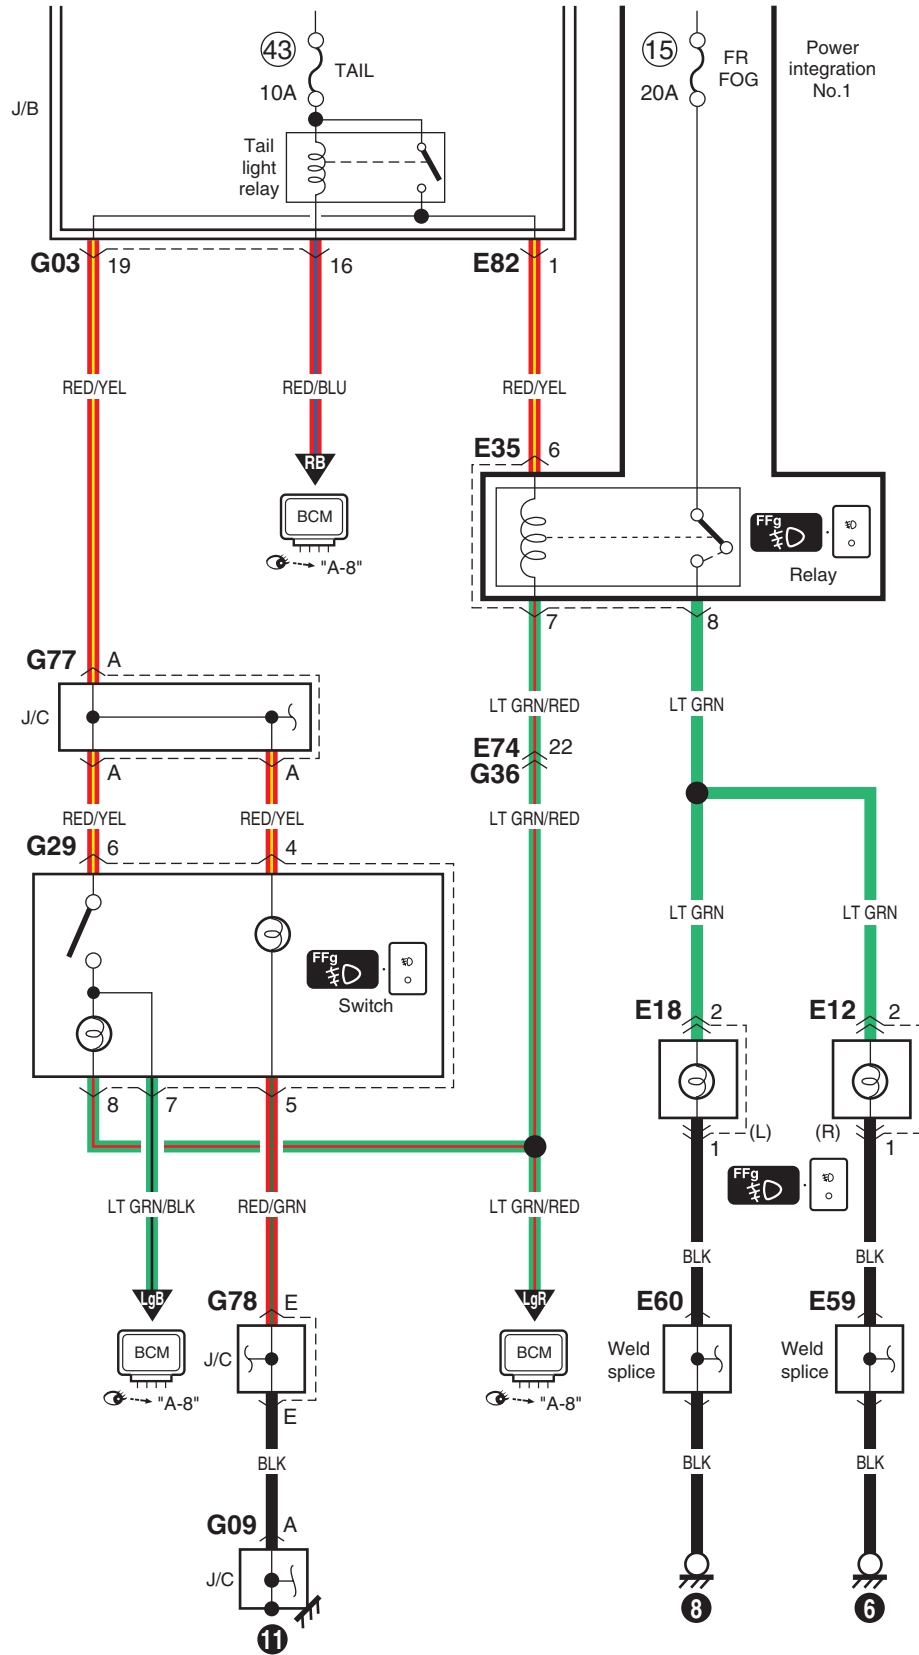 43
TAIL
10A
J/B
Tail
light
relay
15
FR
FOG
20A
Power
integration
No.1
G03
19
16
E82
1
RED/YEL
RED/BLU
RED/YEL
RB
BCM
"A-8"
E35
6
FFg
Relay
7
8
G77
A
J/C
A
A
LT GRN/RED
LT GRN
E74
22
G36
RED/YEL
RED/YEL
LT GRN/RED
G29
6
4
FFg
Switch
LT GRN
LT GRN
E18
2
E12
2
8
7
5
(L)
1
(R)
1
FFg
LT GRN/BLK
RED/GRN
LT GRN/RED
BLK
BLK
LgB
BCM
"A-8"
G78
E
J/C
E
LgR
BCM
"A-8"
E60
Weld
splice
E59
Weld
splice
BLK
BLK
BLK
G09
A
J/C
11
8
6